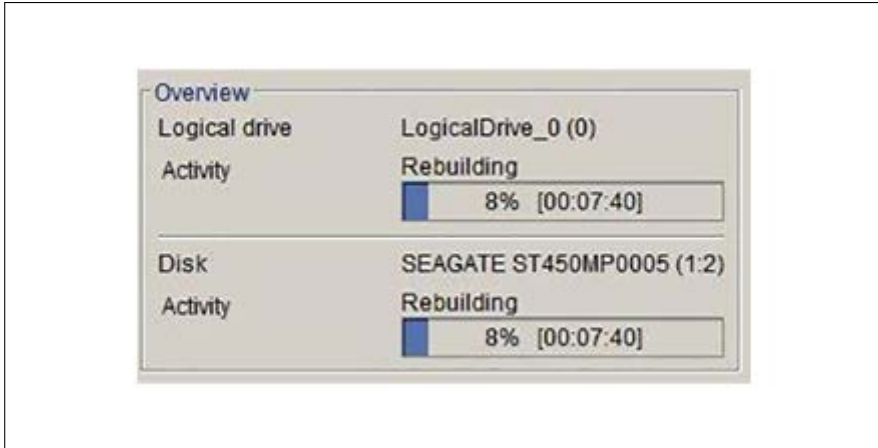 Overview
Logical drive LogicalDrive_0 (0)
Activity Rebuilding
8% [00:07:40]
Disk SEAGATE ST450MP0005 (1:2)
Activity Rebuilding
8% [00:07:40]